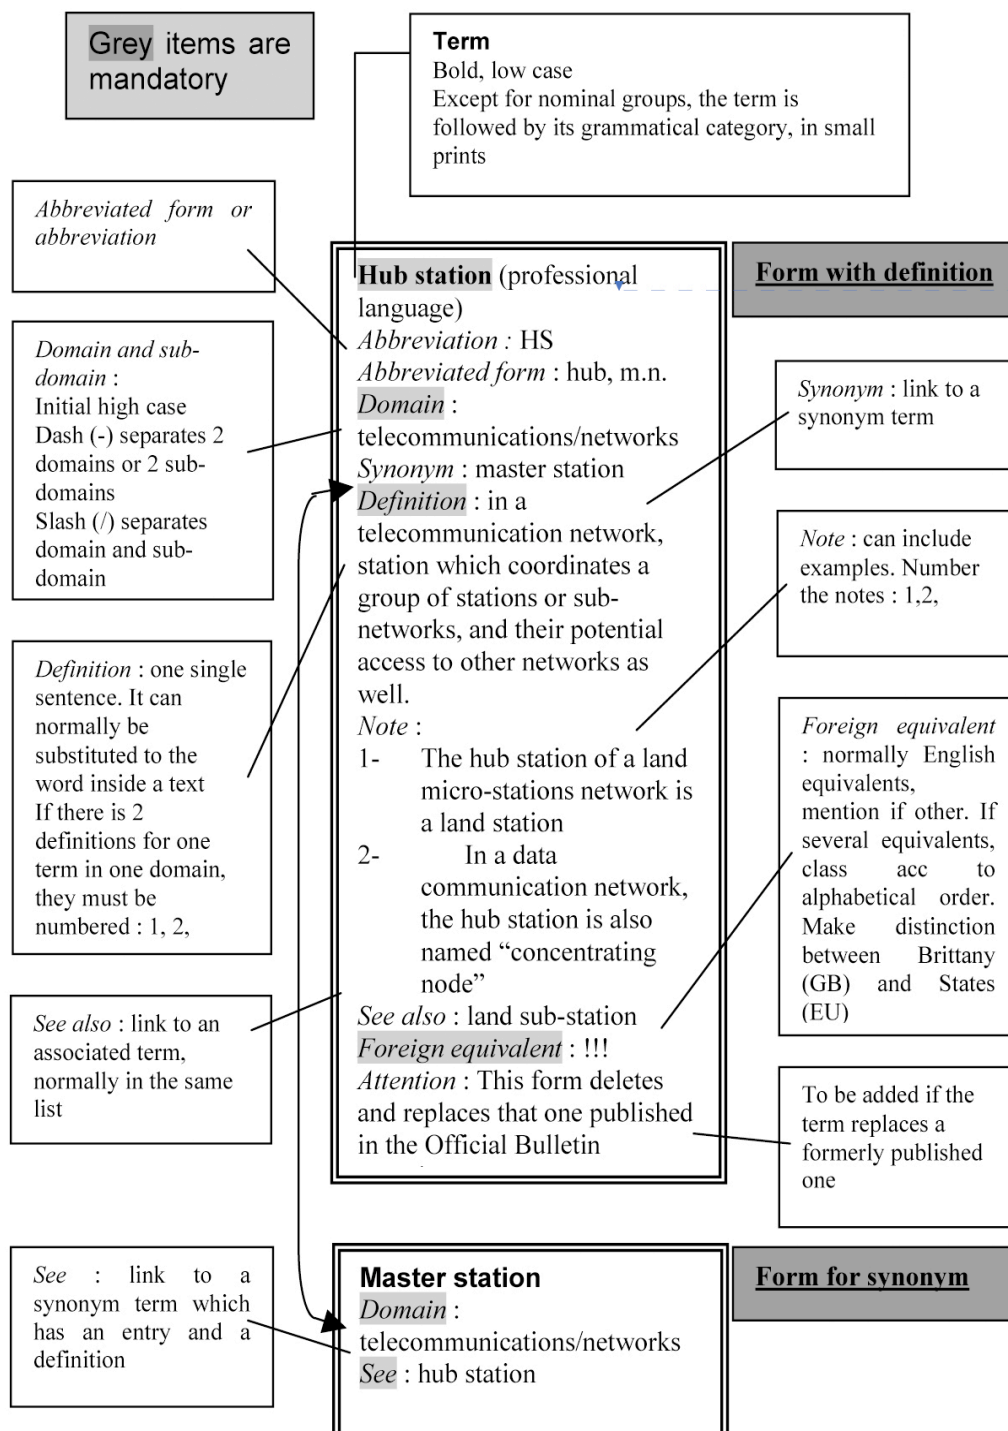 Grey items are
mandatory
Term
Bold, low case
Except for nominal groups, the term is
followed by its grammatical category, in small
prints
Abbreviated form or
abbreviation
Domain and sub-
domain :
Initial high case
Dash (-) separates 2
domains or 2 sub-
domains
Slash (/) separates
domain and sub-
domain
Definition : one single
sentence. It can
normally be
substituted to the
word inside a text
If there is 2
definitions for one
term in one domain,
they must be
numbered : 1, 2,
See also : link to an
associated term,
normally in the same
list
See : link to a
synonym term which
has an entry and a
definition
Hub station (professional
language)
Abbreviation : HS
Abbreviated form : hub, m.n.
Domain :
telecommunications/networks
Synonym : master station
Definition : in a
telecommunication network,
station which coordinates a
group of stations or sub-
networks, and their potential
access to other networks as
well.
Note :
1- The hub station of a land
micro-stations network is
a land station
2- In a data
communication network,
the hub station is also
named “concentrating
node”
See also : land sub-station
Foreign equivalent : !!!
Attention : This form deletes
and replaces that one published
in the Official Bulletin
Master station
Domain :
telecommunications/networks
See : hub station
Form with definition
Synonym : link to a
synonym term
Note : can include
examples. Number
the notes : 1,2,
Foreign equivalent
: normally English
equivalents,
mention if other. If
several equivalents,
class acc to
alphabetical order.
Make distinction
between Brittany
(GB) and States
(EU)
To be added if the
term replaces a
formerly published
one
Form for synonym